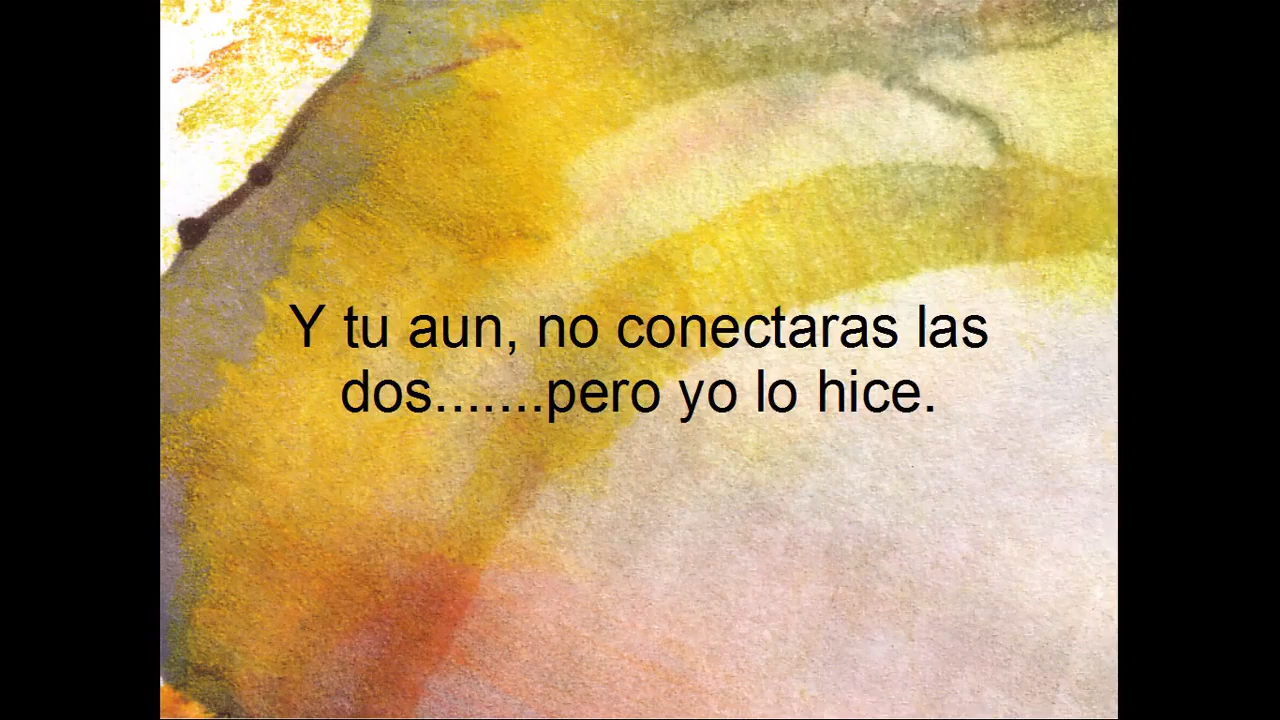 Y tu aun, no conectaras las
dos.......pero yo lo hice.